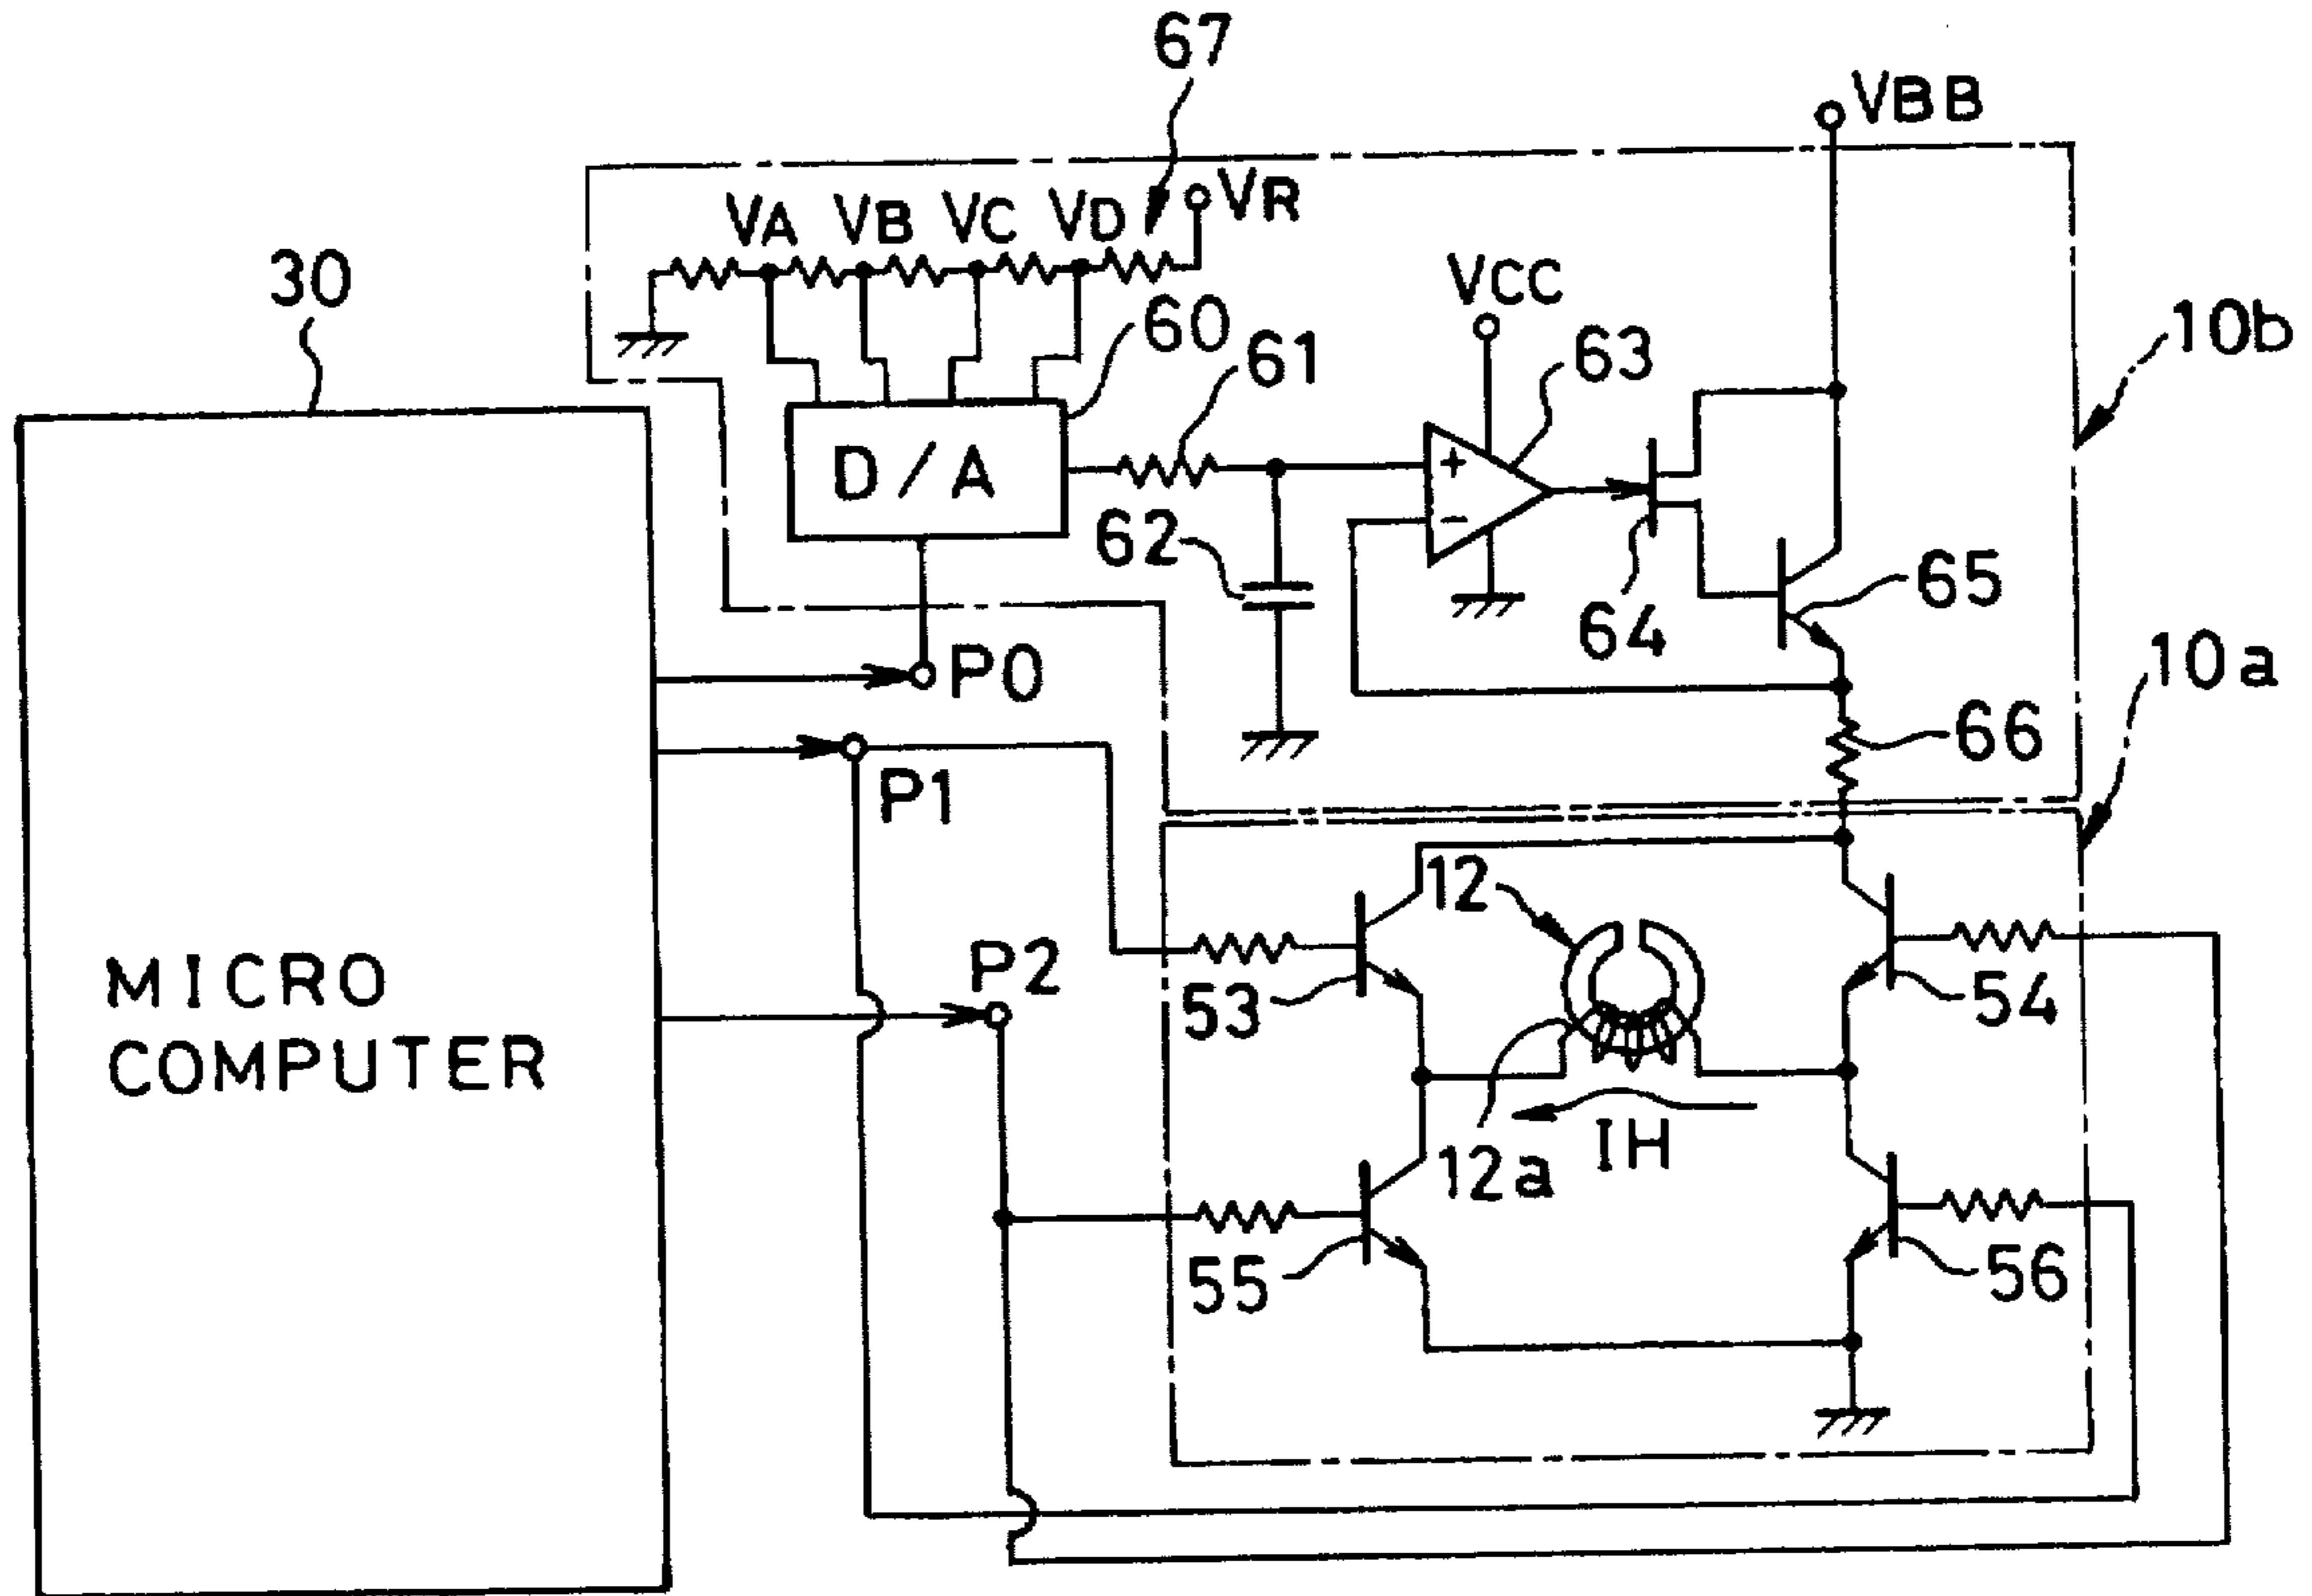 67
VBB
VA VB VC VD VR
30
VCC
60
61
63
10b
D/A
+
-
62
64
65
10a
P0
66
P1
12
P2
53
54
MICRO
COMPUTER
12a
IH
55
56